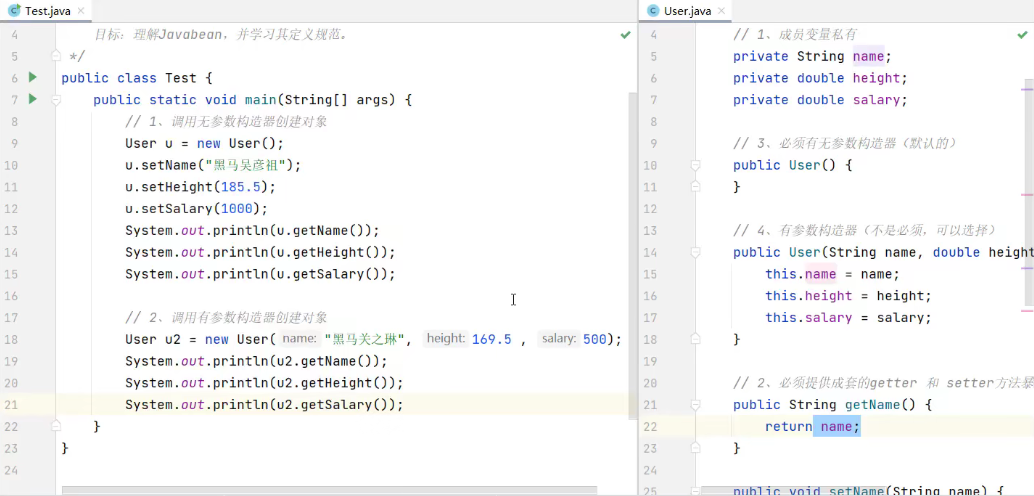 Test.java
4 目标：理解Javabean，并学习其定义规范。
5 */
6 public class Test {
7 public static void main(String[] args) {
8 // 1、调用无参数构造器创建对象
9 User u = new User();
10 u.setName("黑马吴彦祖");
11 u.setHeight(185.5);
12 u.setSalary(1000);
13 System.out.println(u.getName());
14 System.out.println(u.getHeight());
15 System.out.println(u.getSalary());
16
17 // 2、调用有参数构造器创建对象
18 User u2 = new User( name: "黑马关之琳", height: 169.5 , salary: 500);
19 System.out.println(u2.getName());
20 System.out.println(u2.getHeight());
21 System.out.println(u2.getSalary());
22 }
23 }
24
User.java
4 // 1、成员变量私有
5 private String name;
6 private double height;
7 private double salary;
8
9 // 3、必须有无参数构造器（默认的）
10 public User() {
11 }
12
13 // 4、有参数构造器（不是必须，可以选择）
14 public User(String name, double height
15 this.name = name;
16 this.height = height;
17 this.salary = salary;
18 }
19
20 // 2、必须提供成套的getter 和 setter方法暴
21 public String getName() {
22 return name;
23 }
24
25 public void setName(String name) {